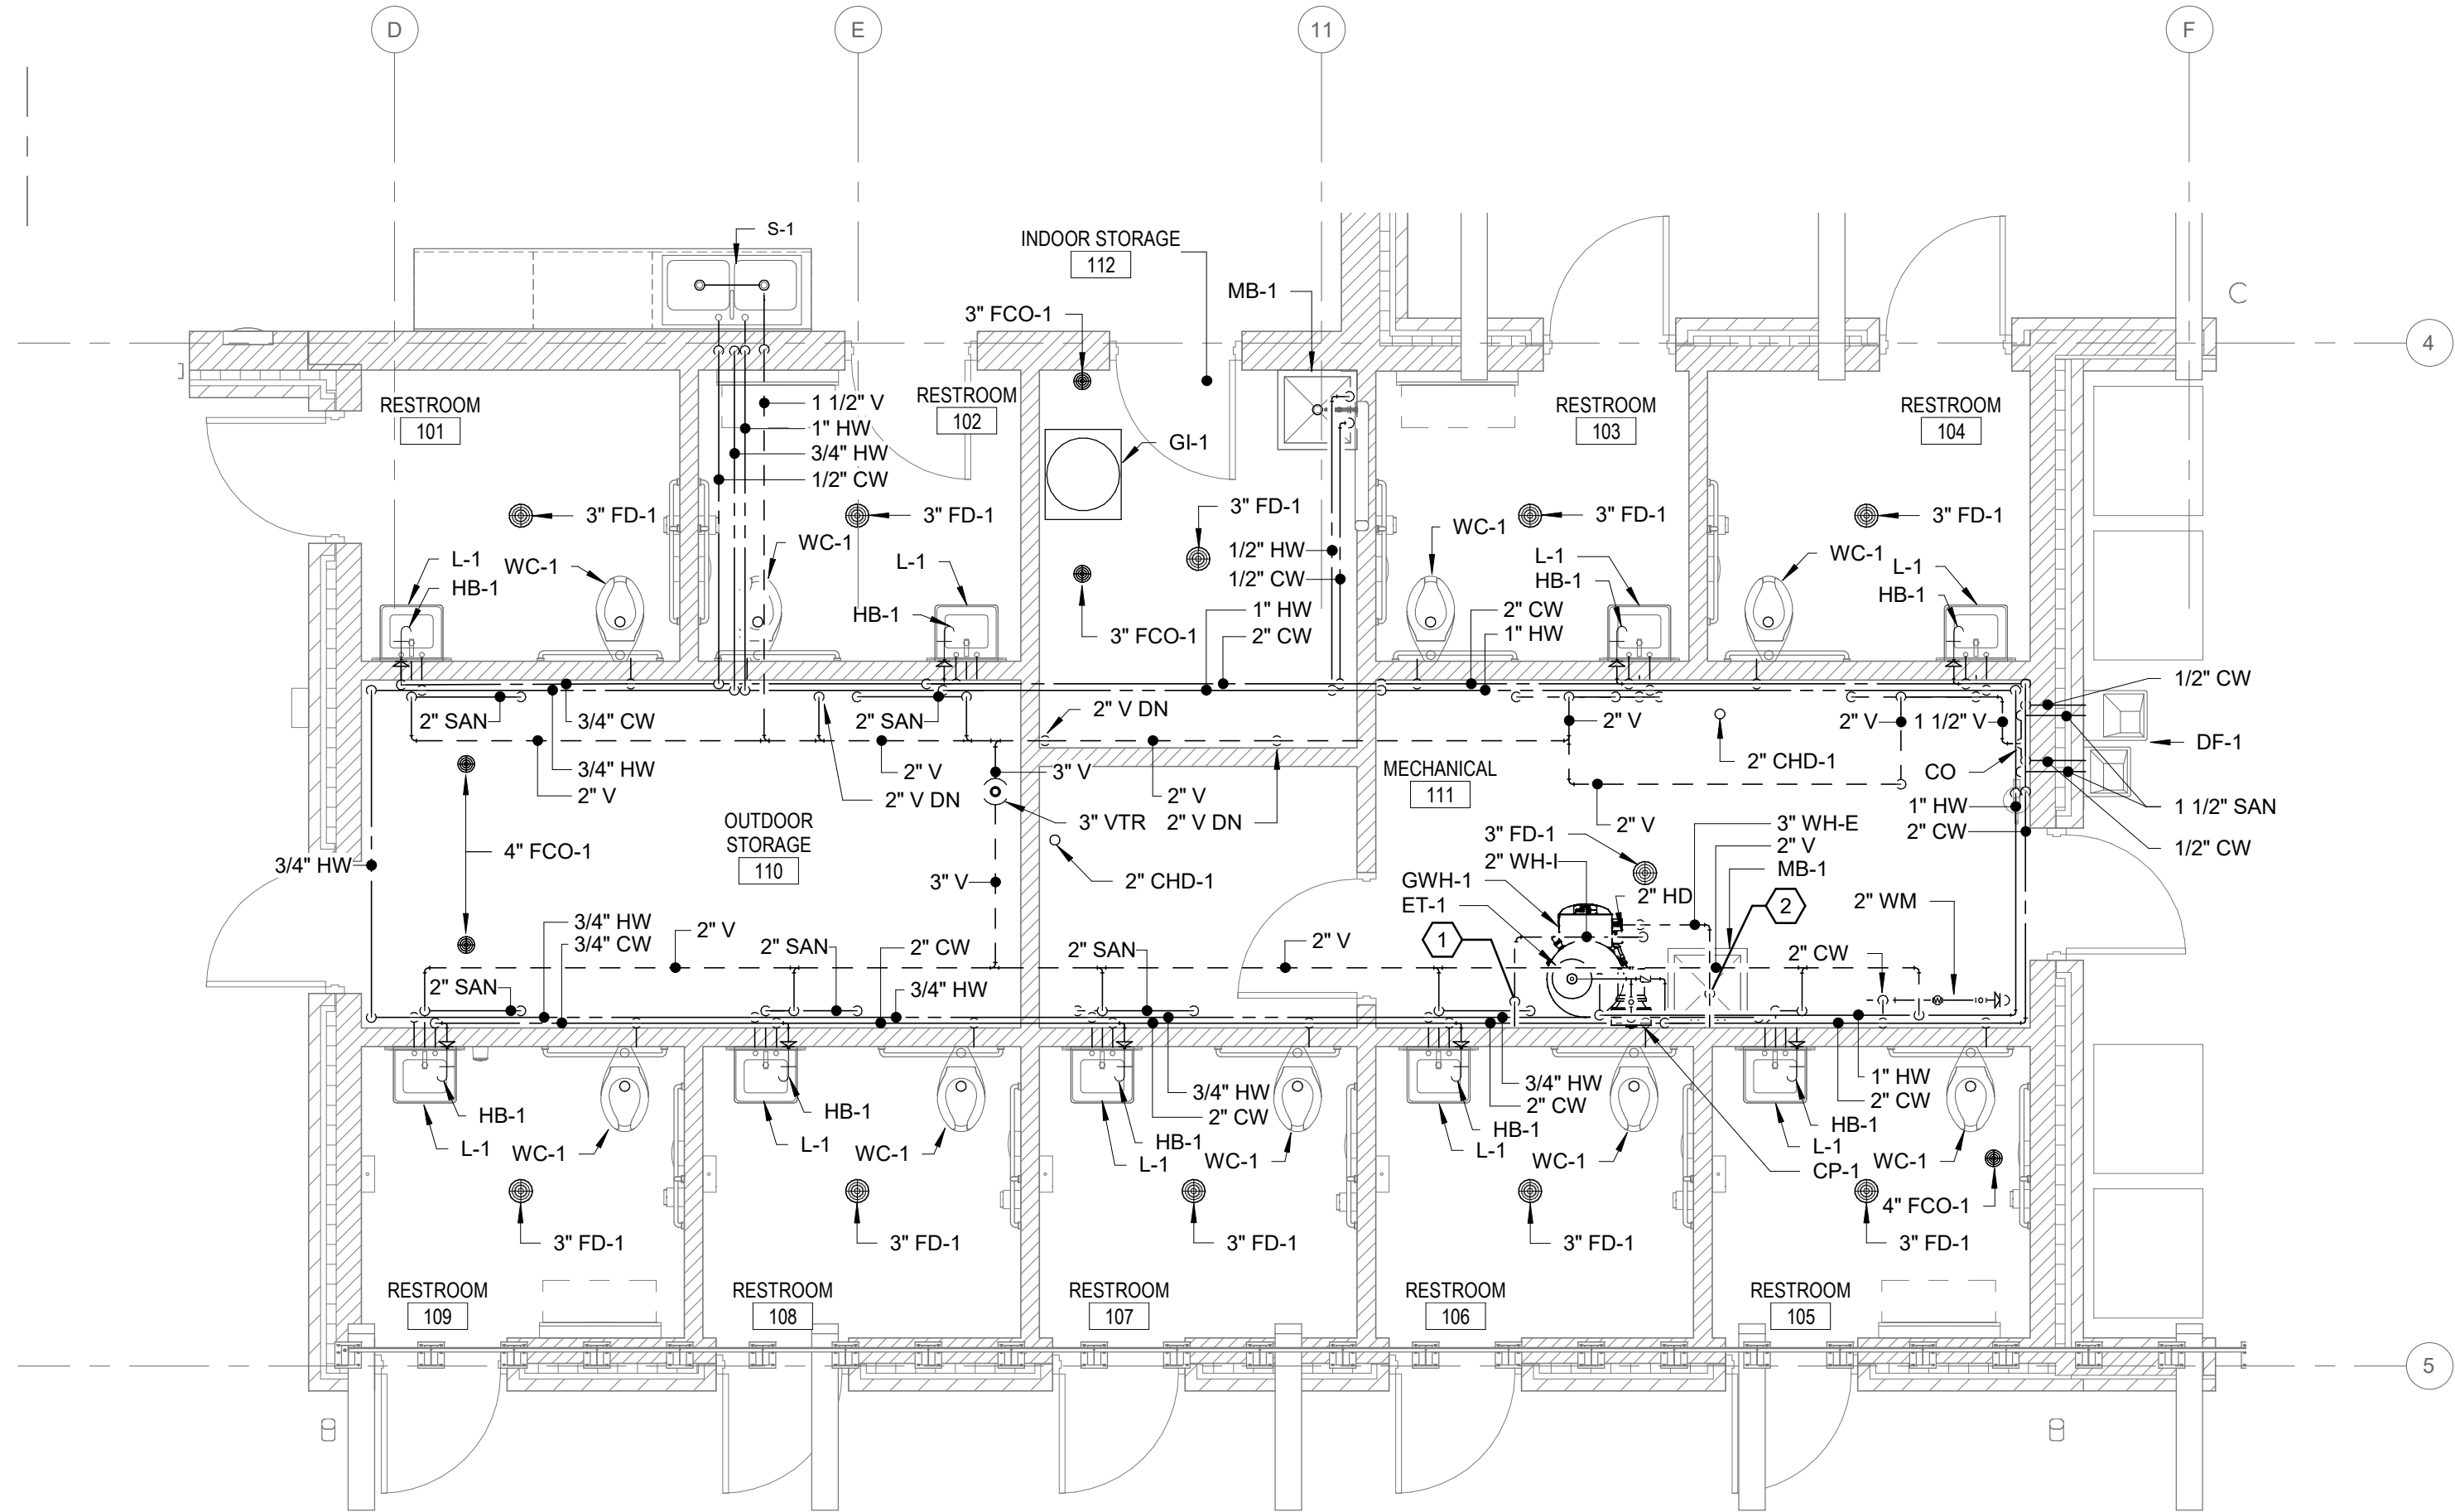 D
E
11
F
S-1
INDOOR STORAGE
112
MB-1
C
3" FCO-1
4
RESTROOM
101
1 1/2" V
1" HW
3/4" HW
1/2" CW
RESTROOM
102
GI-1
RESTROOM
103
RESTROOM
104
3" FD-1
3" FD-1
3" FD-1
3" FD-1
3" FD-1
L-1
HB-1
WC-1
WC-1
L-1
HB-1
1/2" HW
1/2" CW
WC-1
L-1
HB-1
WC-1
L-1
HB-1
3" FCO-1
1" HW
2" CW
2" CW
1" HW
1/2" CW
2" SAN
3/4" CW
2" SAN
2" V DN
2" V
2" V
1 1/2" V
DF-1
3/4" HW
2" V
2" V
2" V DN
3" V
2" V
MECHANICAL
111
2" CHD-1
CO
1" HW
2" CW
1 1/2" SAN
1/2" CW
OUTDOOR
STORAGE
110
3" VTR
2" V DN
2" V
3" WH-E
2" V
MB-1
3" FD-1
2" WH-I
3/4" HW
4" FCO-1
3" V
2" CHD-1
GWH-1
ET-1
2" HD
1
2
2" WM
3/4" HW
3/4" CW
2" V
2" SAN
2" CW
2" SAN
2" V
2" CW
2" SAN
3/4" HW
HB-1
L-1
WC-1
HB-1
L-1
WC-1
3/4" HW
2" CW
HB-1
L-1
WC-1
3/4" HW
2" CW
HB-1
L-1
WC-1
1" HW
2" CW
HB-1
L-1
CP-1
WC-1
4" FCO-1
3" FD-1
3" FD-1
3" FD-1
3" FD-1
3" FD-1
RESTROOM
109
RESTROOM
108
RESTROOM
107
RESTROOM
106
RESTROOM
105
5